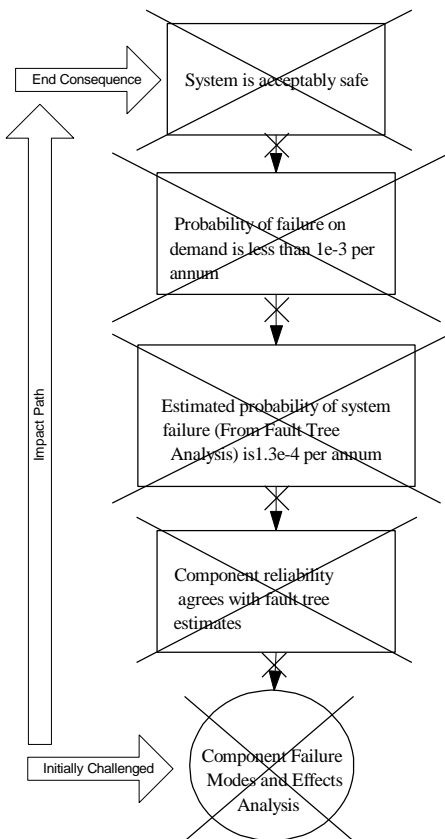 End Consequence
System is acceptably safe
Probability of failure on
demand is less than 1e-3 per
annum
Impact Path
Estimated probability of system
failure (From Fault Tree
Analysis) is1.3e-4 per annum
Component reliability
agrees with fault tree
estimates
Initially Challenged
Component Failure
Modes and Effects
Analysis